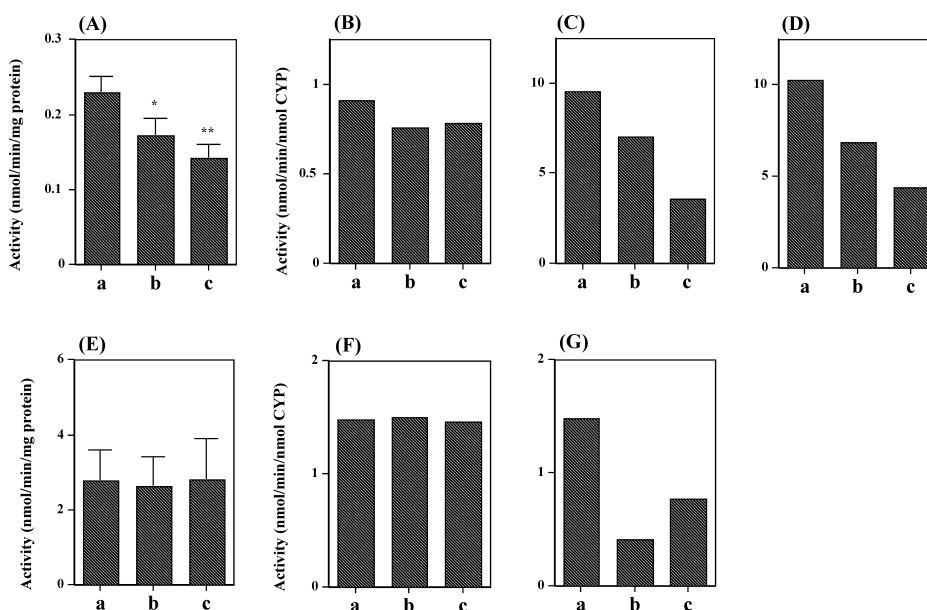 (A)
Activity (nmol/min/mg protein)
0.3
0.2
0.1
0
*
**
a b c
(B)
Activity (nmol/min/nmol CYP)
1
0.5
0
a b c
(C)
10
5
0
a b c
(D)
10
5
0
a b c
(E)
Activity (nmol/min/mg protein)
6
4
2
0
a b c
(F)
Activity (nmol/min/nmol CYP)
2
1
0
a b c
(G)
2
1
0
a b c